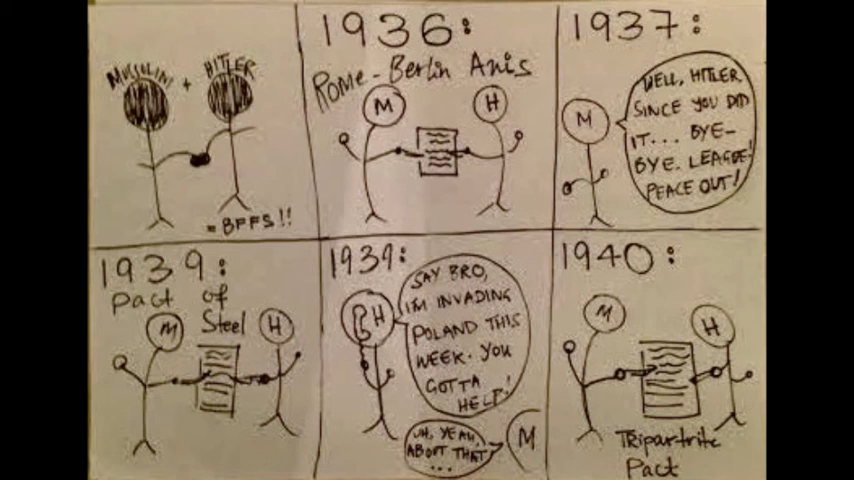 MUSSOLINI + HITLER
= BFFS!!
1936:
Rome-Berlin Anis
M
H
1937:
M
WELL, HITLER
SINCE YOU DID
IT... BYE-
BYE. LEAGUE!
PEACE OUT!
1939:
Pact of
Steel
M
H
1939:
H
SAY BRO,
I'M INVADING
POLAND THIS
WEEK. YOU
GOTTA
HELP!
UH, YEAH,
ABOUT THAT
...
M
1940:
M
H
Tripartrite
Pact